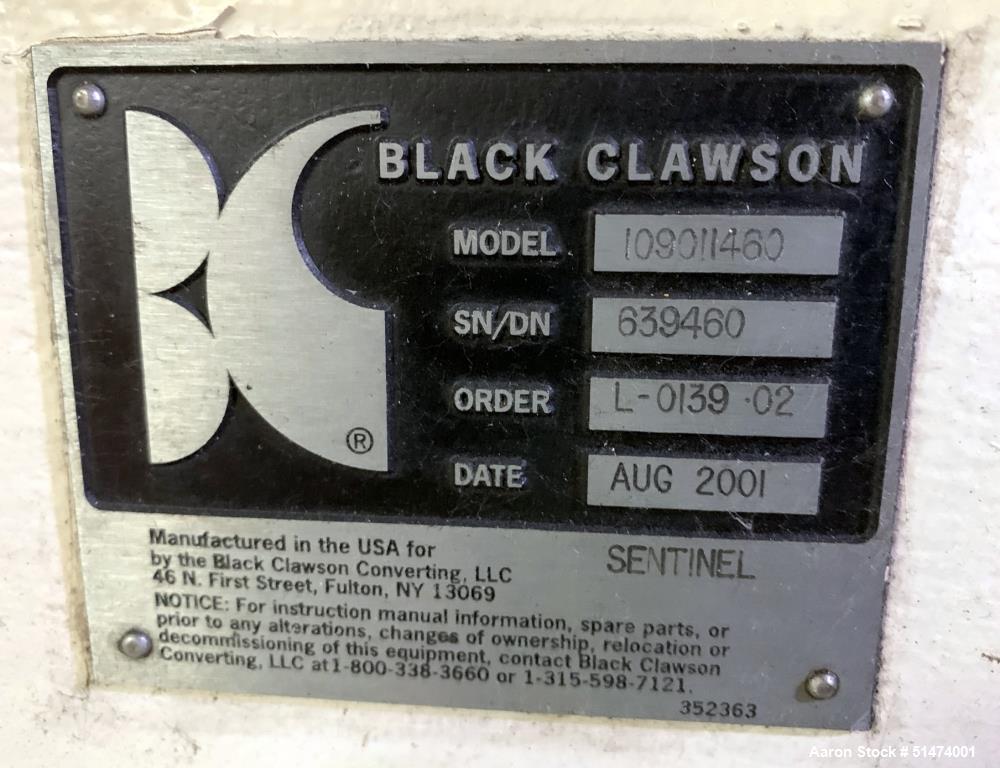 BLACK CLAWSON
MODEL 109011460
SN/DN 639460
ORDER L-0139-02
DATE AUG 2001
®
SENTINEL
Manufactured in the USA for
by the Black Clawson Converting, LLC
46 N. First Street, Fulton, NY 13069
NOTICE: For instruction manual information, spare parts, or
prior to any alterations, changes of ownership, relocation or
decommissioning of this equipment, contact Black Clawson
Converting, LLC at 1-800-338-3660 or 1-315-598-7121.
352363
Aaron Stock # 51474001